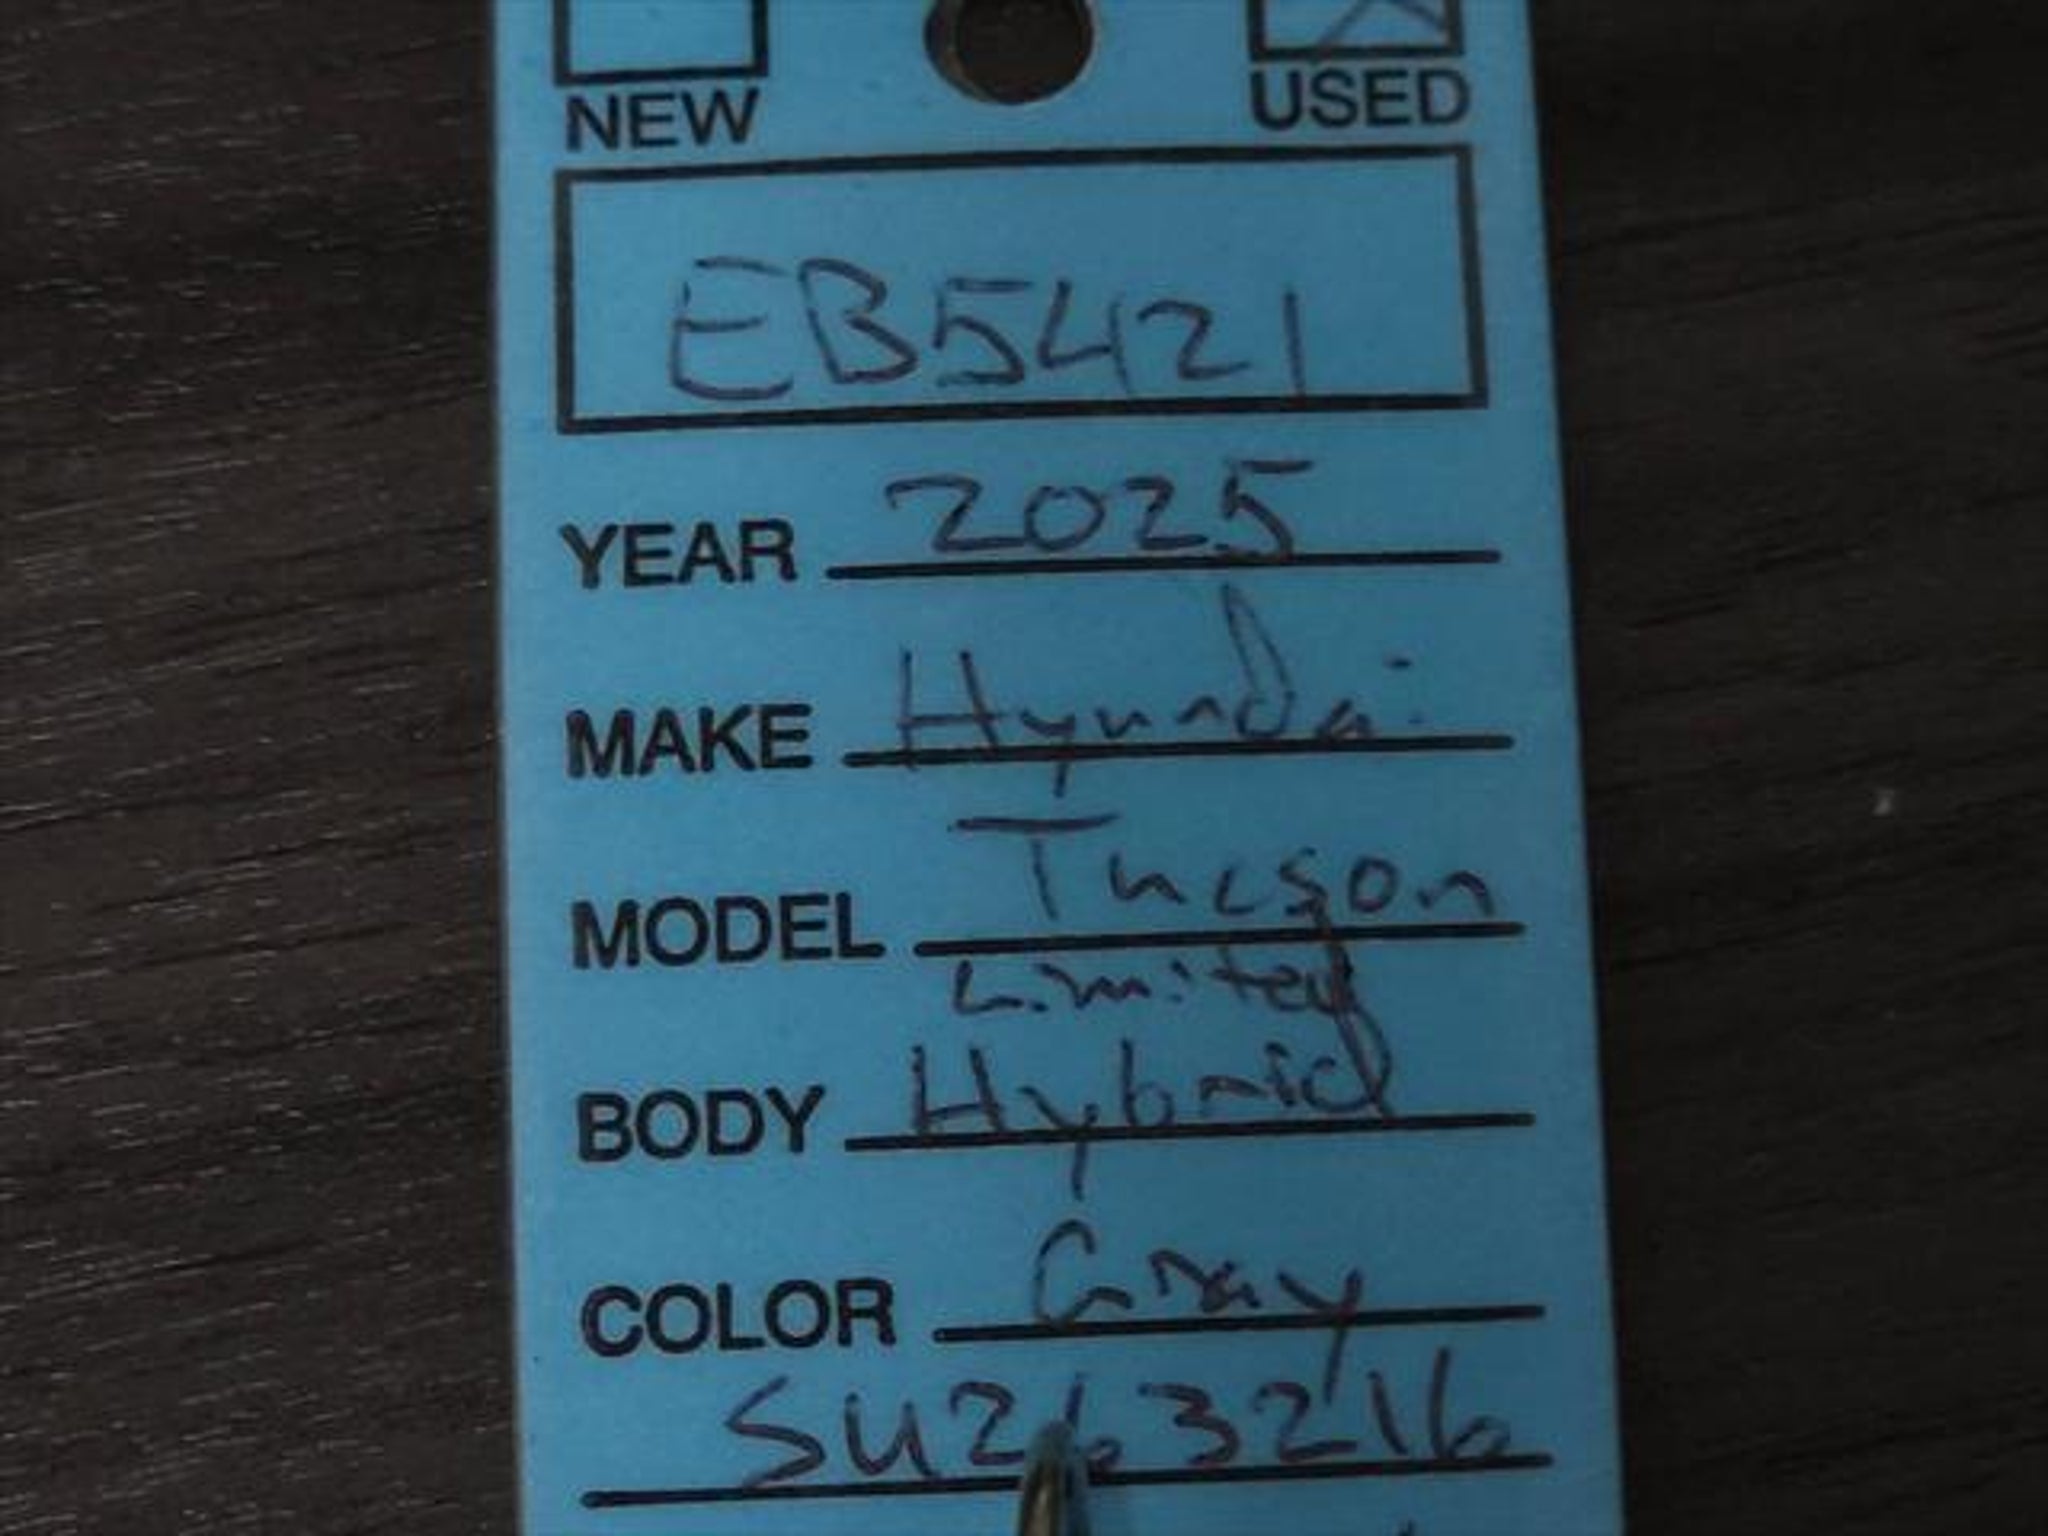 NEW USED
EB5421
YEAR 2025
MAKE Hyundai
MODEL Tucson
Limited
BODY Hybrid
COLOR Gray
SU263216